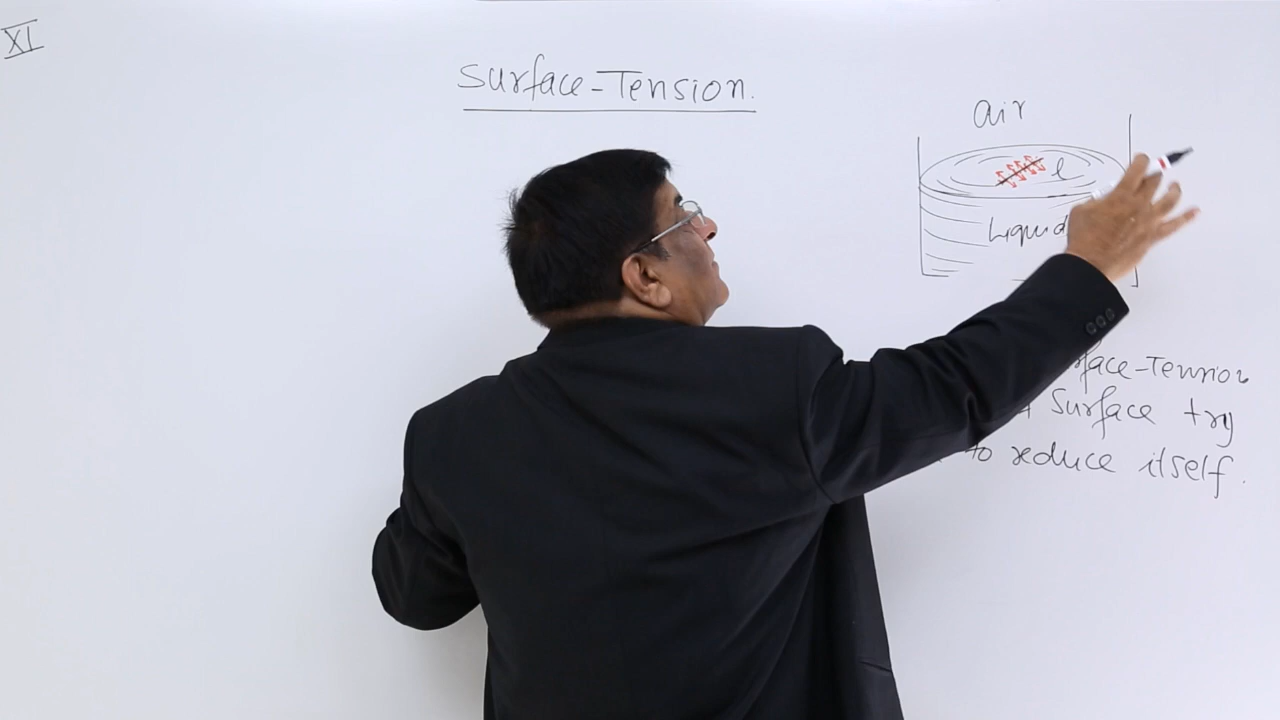 XI
Surface-Tension.
air
l
Liquid
face-Tension
Surface try
to reduce itself.